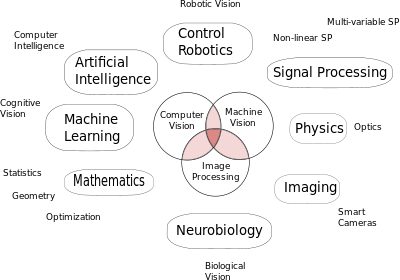 Robotic Vision
Multi-variable SP
Computer
Intelligence
Control
Robotics
Non-linear SP
Artificial
Intelligence
Signal Processing
Cognitive
Vision
Machine
Learning
Computer
Vision
Machine
Vision
Physics
Optics
Image
Processing
Statistics
Mathematics
Imaging
Geometry
Optimization
Neurobiology
Smart
Cameras
Biological
Vision